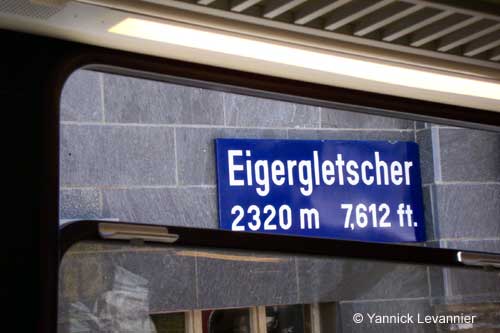 Eigergletscher
2320 m 7,612 ft.
© Yannick Levannier